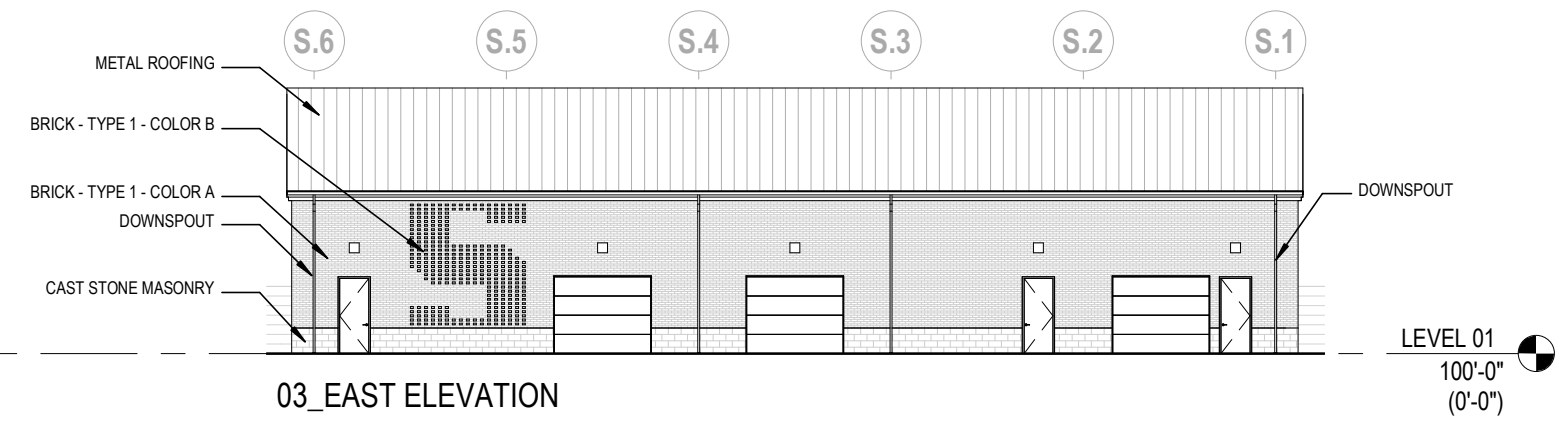 S.6 S.5 S.4 S.3 S.2 S.1
METAL ROOFING
BRICK - TYPE 1 - COLOR B
BRICK - TYPE 1 - COLOR A
DOWNSPOUT
DOWNSPOUT
CAST STONE MASONRY
LEVEL 01
100'-0"
(0'-0")
03_EAST ELEVATION
S